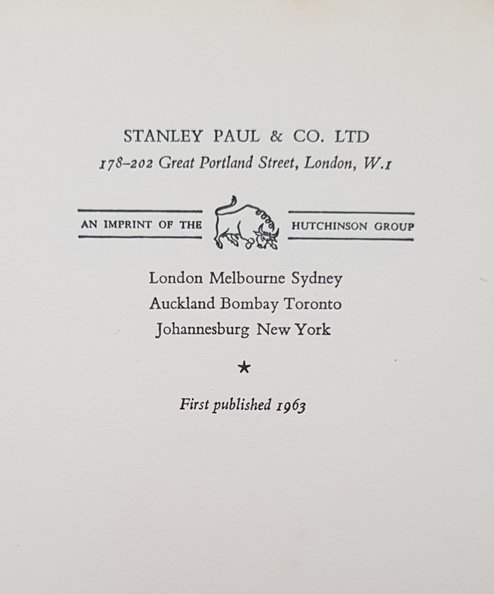 STANLEY PAUL & CO. LTD
178–202 Great Portland Street, London, W.1
AN IMPRINT OF THE HUTCHINSON GROUP
London Melbourne Sydney
Auckland Bombay Toronto
Johannesburg New York
First published 1963